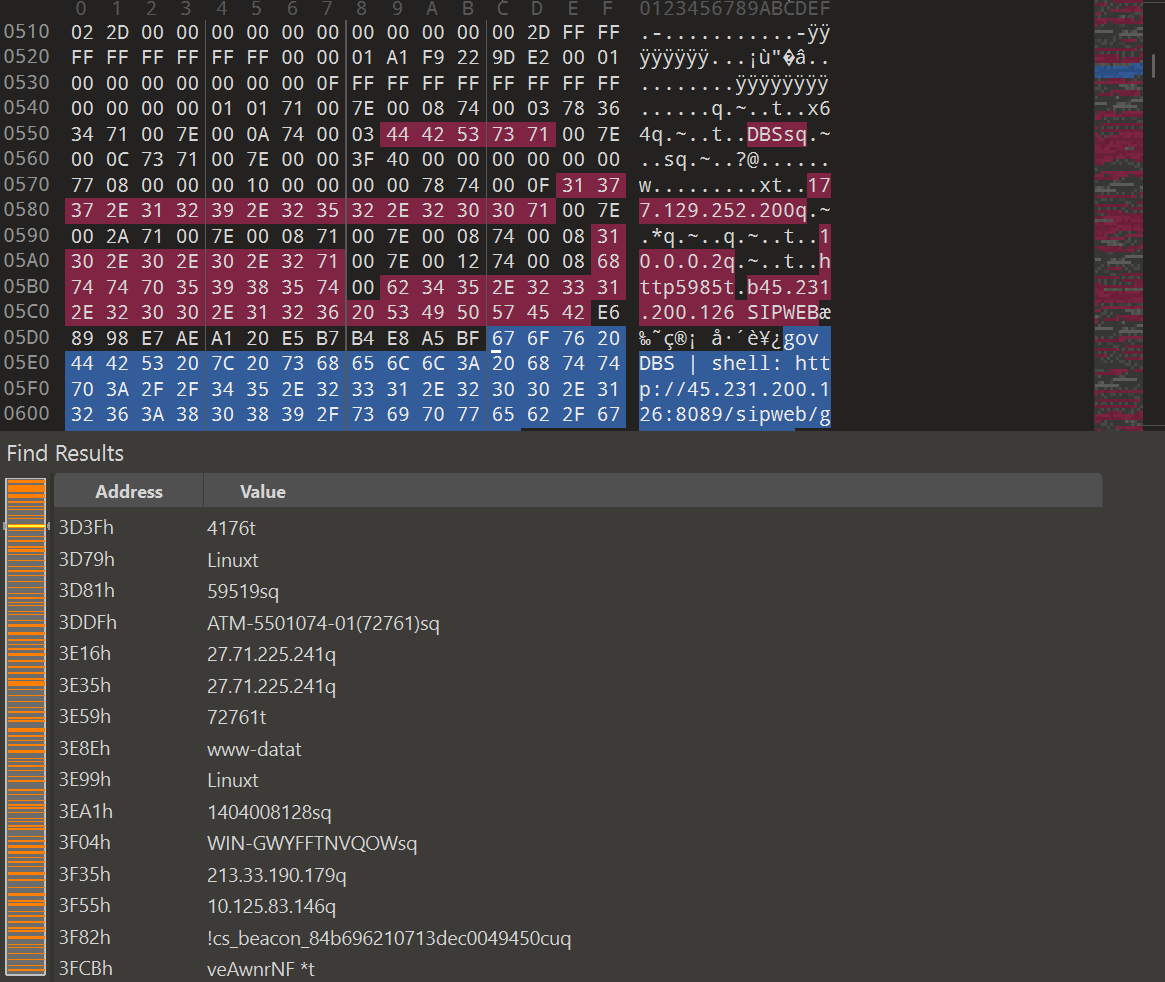 0 1 2 3 4 5 6 7 8 9 A B C D E F 0123456789ABCDEF
0510 02 2D 00 00 00 00 00 00 00 00 00 00 00 2D FF FF .-...........-ÿÿ
0520 FF FF FF FF FF FF 00 00 01 A1 F9 22 9D E2 00 01 ÿÿÿÿÿÿ...¡ù"�â..
0530 00 00 00 00 00 00 00 0F FF FF FF FF FF FF FF FF ........ÿÿÿÿÿÿÿÿ
0540 00 00 00 00 01 01 71 00 7E 00 08 74 00 03 78 36 ......q.~..t..x6
0550 34 71 00 7E 00 0A 74 00 03 44 42 53 73 71 00 7E 4q.~..t..DBSsq.~
0560 00 0C 73 71 00 7E 00 00 3F 40 00 00 00 00 00 00 ..sq.~..?@......
0570 77 08 00 00 00 10 00 00 00 00 78 74 00 0F 31 37 w.........xt..17
0580 37 2E 31 32 39 2E 32 35 32 2E 32 30 30 71 00 7E 7.129.252.200q.~
0590 00 2A 71 00 7E 00 08 71 00 7E 00 08 74 00 08 31 .*q.~..q.~..t..1
05A0 30 2E 30 2E 30 2E 32 71 00 7E 00 12 74 00 08 68 0.0.0.2q.~..t..h
05B0 74 74 70 35 39 38 35 74 00 62 34 35 2E 32 33 31 ttp5985t.b45.231
05C0 2E 32 30 30 2E 31 32 36 20 53 49 50 57 45 42 E6 .200.126 SIPWEBæ
05D0 89 98 E7 AE A1 20 E5 B7 B4 E8 A5 BF 67 6F 76 20 ‰˜ç®¡ å·´è¥¿gov
05E0 44 42 53 20 7C 20 73 68 65 6C 6C 3A 20 68 74 74 DBS | shell: htt
05F0 70 3A 2F 2F 34 35 2E 32 33 31 2E 32 30 30 2E 31 p://45.231.200.1
0600 32 36 3A 38 30 38 39 2F 73 69 70 77 65 62 2F 67 26:8089/sipweb/g
Find Results
Address Value
3D3Fh 4176t
3D79h Linuxt
3D81h 59519sq
3DDFh ATM-5501074-01(72761)sq
3E16h 27.71.225.241q
3E35h 27.71.225.241q
3E59h 72761t
3E8Eh www-datat
3E99h Linuxt
3EA1h 1404008128sq
3F04h WIN-GWYFFTNVQOWsq
3F35h 213.33.190.179q
3F55h 10.125.83.146q
3F82h !cs_beacon_84b696210713dec0049450cuq
3FCBh veAwnrNF *t